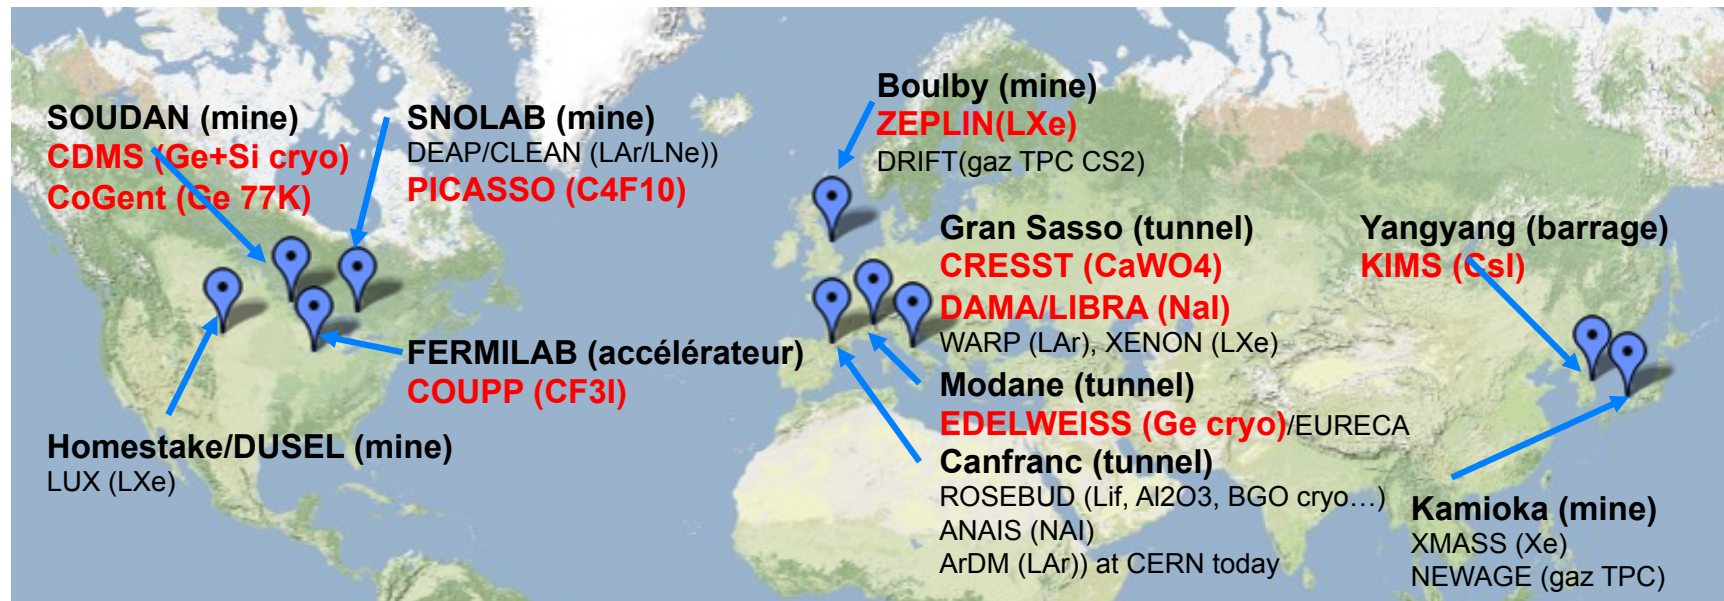 SOUDAN (mine)
CDMS (Ge+Si cryo)
CoGent (Ge 77K)
SNOLAB (mine)
DEAP/CLEAN (LAr/LNe))
PICASSO (C4F10)
FERMILAB (accélérateur)
COUPP (CF3I)
Homestake/DUSEL (mine)
LUX (LXe)
Boulby (mine)
ZEPLIN(LXe)
DRIFT(gaz TPC CS2)
Gran Sasso (tunnel)
CRESST (CaWO4)
DAMA/LIBRA (NaI)
WARP (LAr), XENON (LXe)
Modane (tunnel)
EDELWEISS (Ge cryo)/EURECA
Canfranc (tunnel)
ROSEBUD (Lif, Al2O3, BGO cryo…)
ANAIS (NAI)
ArDM (LAr)) at CERN today
Yangyang (barrage)
KIMS (CsI)
Kamioka (mine)
XMASS (Xe)
NEWAGE (gaz TPC)